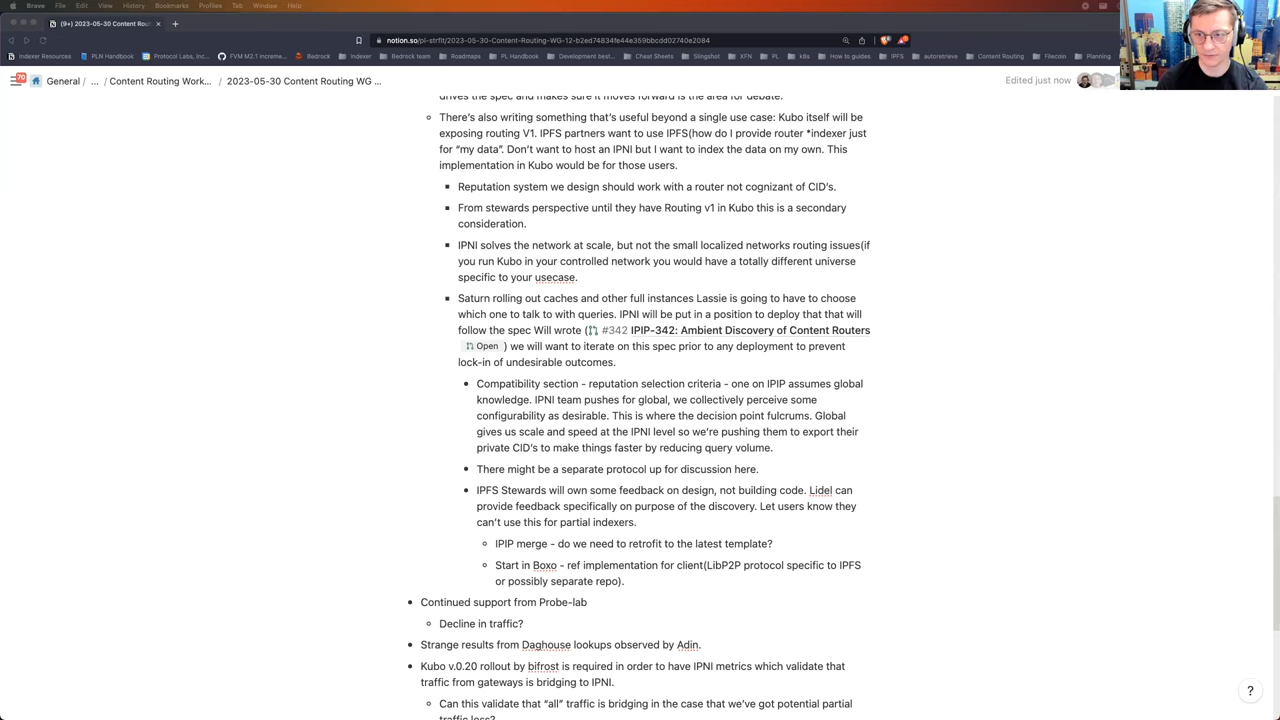 Brave File Edit View History Bookmarks Profiles Tab Window Help
(9+) 2023-05-30 Content Rou
notion.so/pl-strflt/2023-05-30-Content-Routing-WG-12-b2ed74834fe44e359bbcdd02740e2084
Indexer Resources PLN Handbook Protocol Labs, Inc... FVM M2.1 increme... Bedrock Indexer Bedrock team Roadmaps PL Handbook Development best... Cheat Sheets Slingshot XFN PL k8s How to guides IPFS autoretrieve Content Routing Filecoin Planning
70 General / ... / Content Routing Work... / 2023-05-30 Content Routing WG ... Edited just now
drives the spec and makes sure it moves forward is the area for debate.
There's also writing something that's useful beyond a single use case: Kubo itself will be
exposing routing V1. IPFS partners want to use IPFS(how do I provide router *indexer just
for "my data". Don't want to host an IPNI but I want to index the data on my own. This
implementation in Kubo would be for those users.
Reputation system we design should work with a router not cognizant of CID's.
From stewards perspective until they have Routing v1 in Kubo this is a secondary
consideration.
IPNI solves the network at scale, but not the small localized networks routing issues(if
you run Kubo in your controlled network you would have a totally different universe
specific to your usecase.
Saturn rolling out caches and other full instances Lassie is going to have to choose
which one to talk to with queries. IPNI will be put in a position to deploy that that will
follow the spec Will wrote ( #342 IPIP-342: Ambient Discovery of Content Routers
Open ) we will want to iterate on this spec prior to any deployment to prevent
lock-in of undesirable outcomes.
Compatibility section - reputation selection criteria - one on IPIP assumes global
knowledge. IPNI team pushes for global, we collectively perceive some
configurability as desirable. This is where the decision point fulcrums. Global
gives us scale and speed at the IPNI level so we're pushing them to export their
private CID's to make things faster by reducing query volume.
There might be a separate protocol up for discussion here.
IPFS Stewards will own some feedback on design, not building code. Lidel can
provide feedback specifically on purpose of the discovery. Let users know they
can't use this for partial indexers.
IPIP merge - do we need to retrofit to the latest template?
Start in Boxo - ref implementation for client(LibP2P protocol specific to IPFS
or possibly separate repo).
Continued support from Probe-lab
Decline in traffic?
Strange results from Daghouse lookups observed by Adin.
Kubo v.0.20 rollout by bifrost is required in order to have IPNI metrics which validate that
traffic from gateways is bridging to IPNI.
Can this validate that "all" traffic is bridging in the case that we've got potential partial
traffic loss?
?